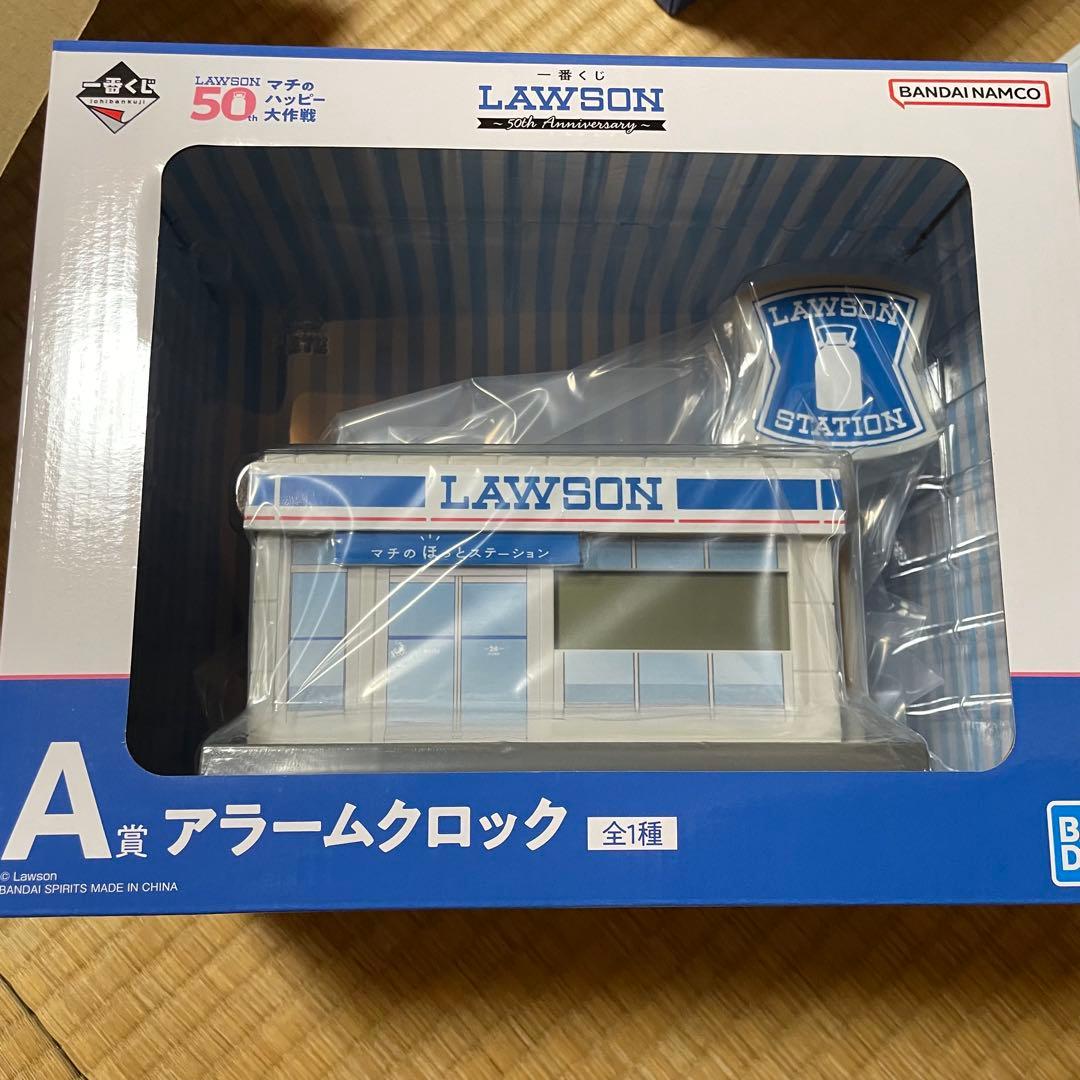 一番くじ
ichibankuji
LAWSON
50th
マチの
ハッピー
大作戦
一番くじ
LAWSON
~50th Anniversary~
BANDAI NAMCO
LAWSON
STATION
LAWSON
マチの ほっとステーション
24
A賞 アラームクロック 全1種
© Lawson
BANDAI SPIRITS MADE IN CHINA